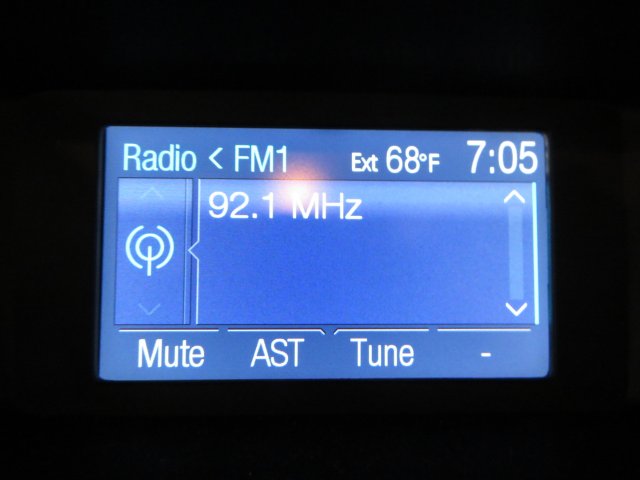 Radio < FM1 Ext 68°F 7:05
92.1 MHz
Mute AST Tune -